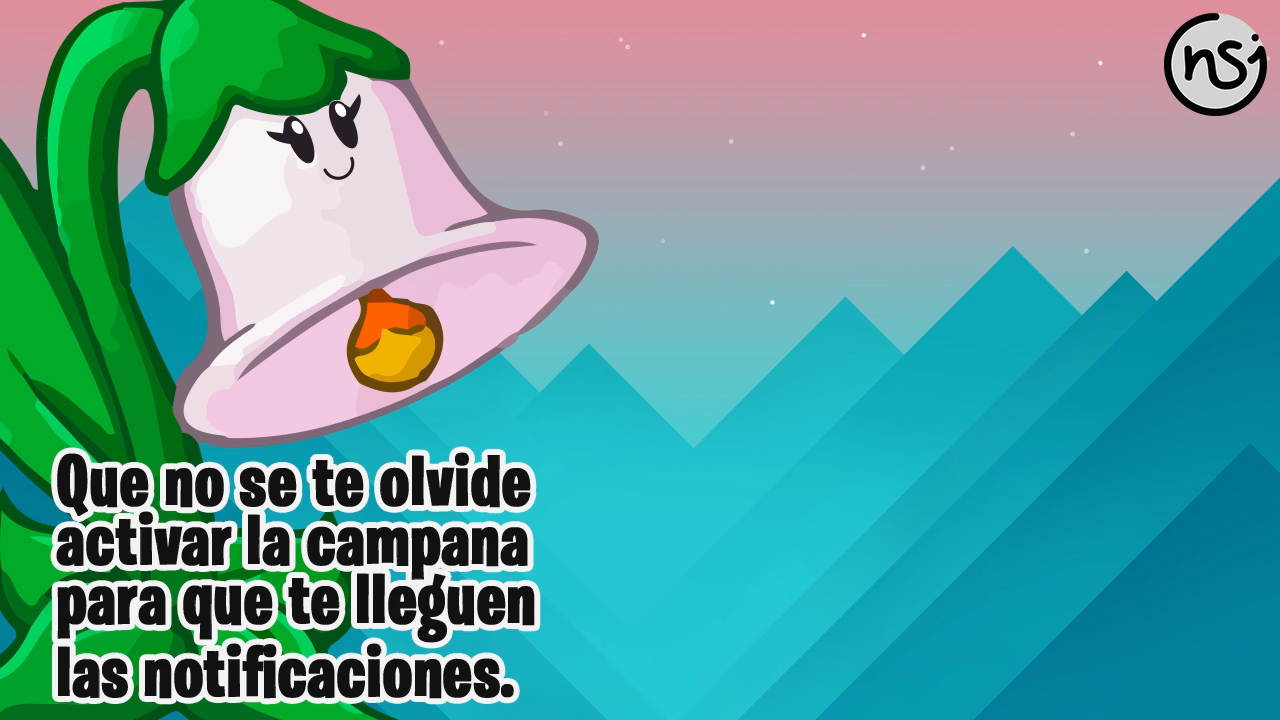 nsi
Que no se te olvide
activar la campana
para que te lleguen
las notificaciones.